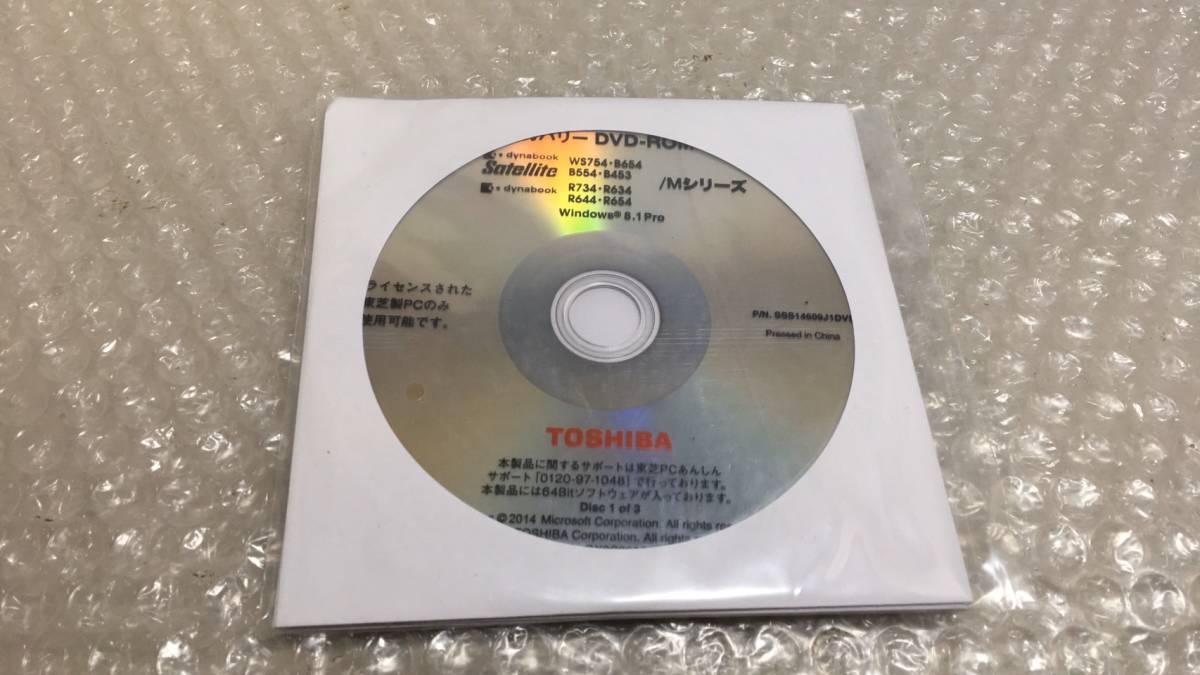 バリー DVD-ROM
dynabook
Satellite
WS754・B654
B554・B453
dynabook
R734・R634
R644・R654
/Mシリーズ
Windows® 8.1 Pro
ライセンスされた
東芝製PCのみ
使用可能です。
P/N. SSS14609J1DV
Pressed in China
TOSHIBA
本製品に関するサポートは東芝PCあんしん
サポート「0120-97-1048」で行っております。
本製品には64Bitソフトウェアが入っております。
Disc 1 of 3
©2014 Microsoft Corporation. All rights
TOSHIBA Corporation. All rights